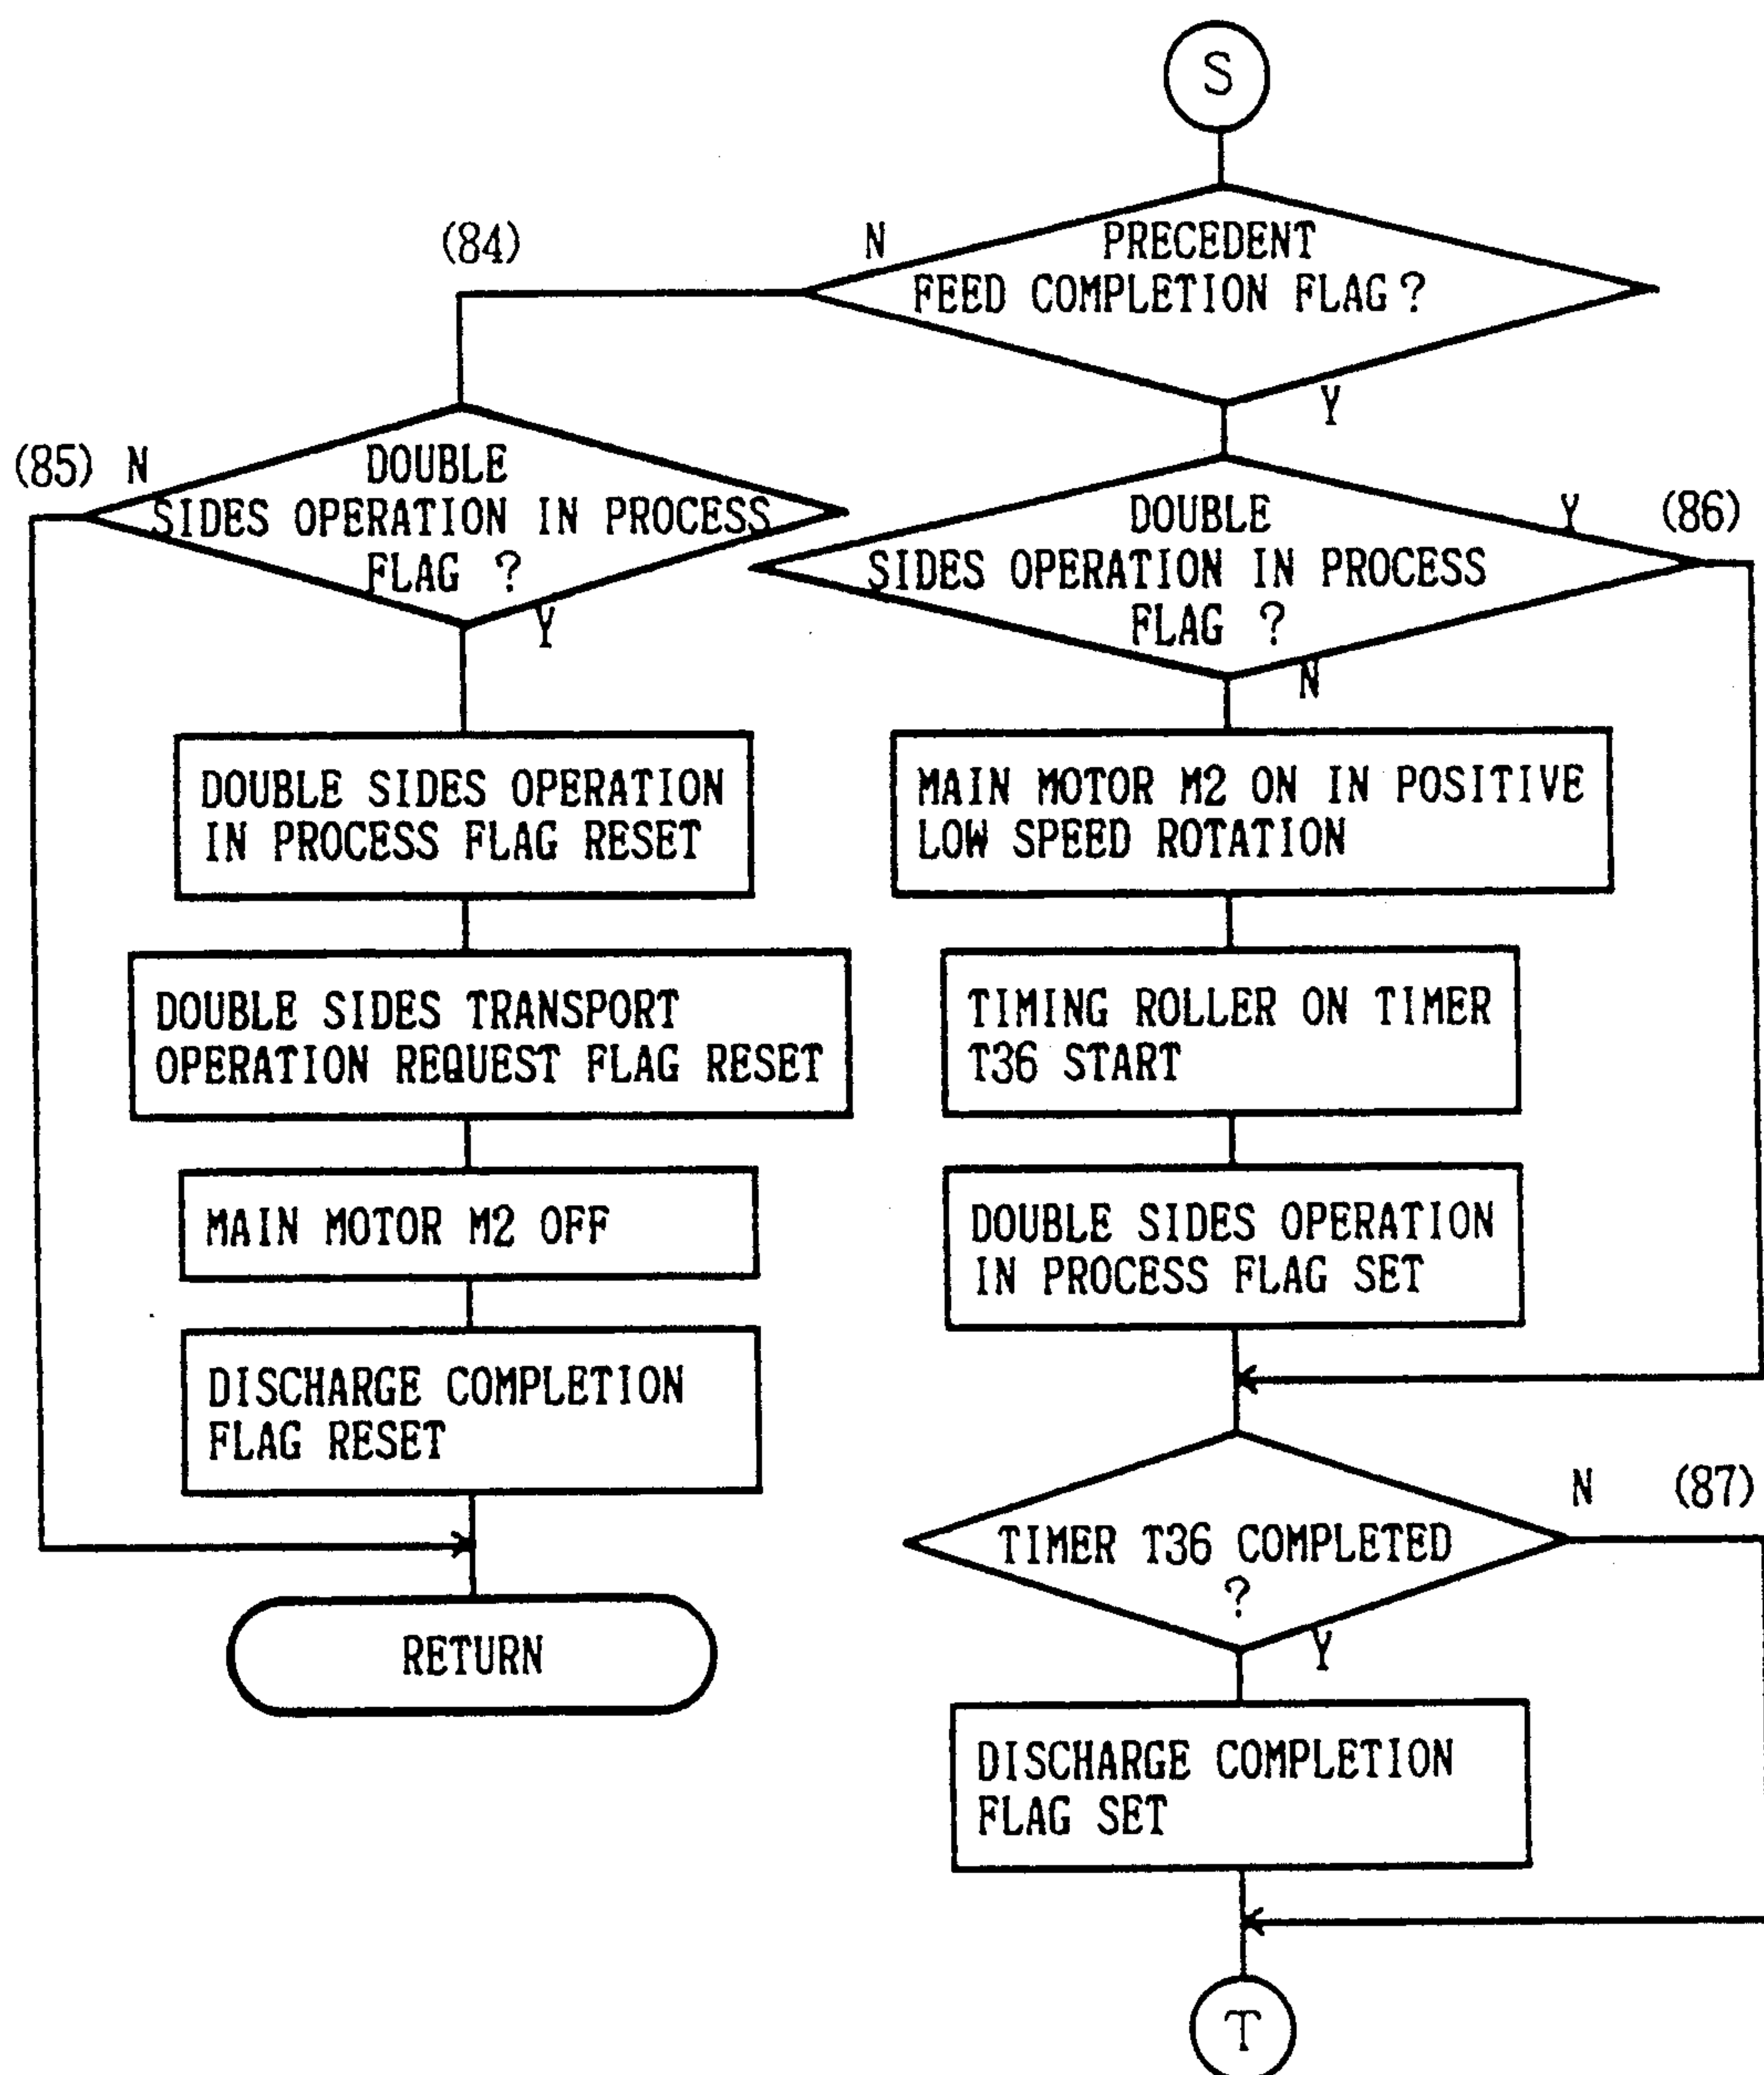 S
(84)
N
PRECEDENT
FEED COMPLETION FLAG?
Y
(85) N
DOUBLE
SIDES OPERATION IN PROCESS
FLAG ?
Y
DOUBLE
SIDES OPERATION IN PROCESS
FLAG ?
Y (86)
N
DOUBLE SIDES OPERATION
IN PROCESS FLAG RESET
MAIN MOTOR M2 ON IN POSITIVE
LOW SPEED ROTATION
DOUBLE SIDES TRANSPORT
OPERATION REQUEST FLAG RESET
TIMING ROLLER ON TIMER
T36 START
MAIN MOTOR M2 OFF
DOUBLE SIDES OPERATION
IN PROCESS FLAG SET
DISCHARGE COMPLETION
FLAG RESET
TIMER T36 COMPLETED
?
N (87)
Y
RETURN
DISCHARGE COMPLETION
FLAG SET
T